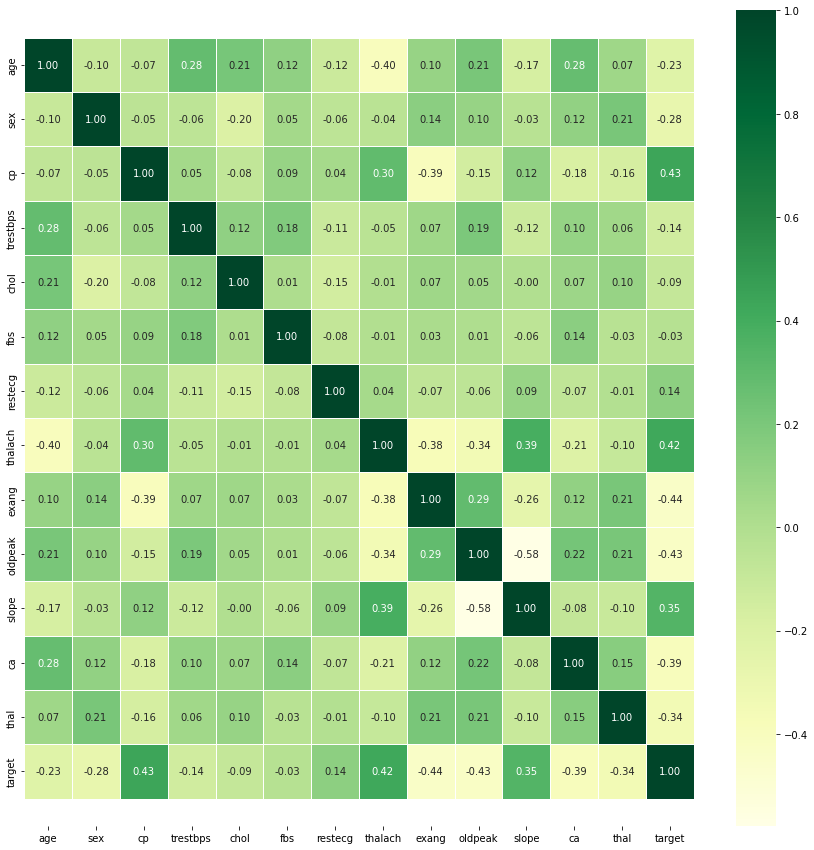 age 1.00 -0.10 -0.07 0.28 0.21 0.12 -0.12 -0.40 0.10 0.21 -0.17 0.28 0.07 -0.23
sex -0.10 1.00 -0.05 -0.06 -0.20 0.05 -0.06 -0.04 0.14 0.10 -0.03 0.12 0.21 -0.28
cp -0.07 -0.05 1.00 0.05 -0.08 0.09 0.04 0.30 -0.39 -0.15 0.12 -0.18 -0.16 0.43
trestbps 0.28 -0.06 0.05 1.00 0.12 0.18 -0.11 -0.05 0.07 0.19 -0.12 0.10 0.06 -0.14
chol 0.21 -0.20 -0.08 0.12 1.00 0.01 -0.15 -0.01 0.07 0.05 -0.00 0.07 0.10 -0.09
fbs 0.12 0.05 0.09 0.18 0.01 1.00 -0.08 -0.01 0.03 0.01 -0.06 0.14 -0.03 -0.03
restecg -0.12 -0.06 0.04 -0.11 -0.15 -0.08 1.00 0.04 -0.07 -0.06 0.09 -0.07 -0.01 0.14
thalach -0.40 -0.04 0.30 -0.05 -0.01 -0.01 0.04 1.00 -0.38 -0.34 0.39 -0.21 -0.10 0.42
exang 0.10 0.14 -0.39 0.07 0.07 0.03 -0.07 -0.38 1.00 0.29 -0.26 0.12 0.21 -0.44
oldpeak 0.21 0.10 -0.15 0.19 0.05 0.01 -0.06 -0.34 0.29 1.00 -0.58 0.22 0.21 -0.43
slope -0.17 -0.03 0.12 -0.12 -0.00 -0.06 0.09 0.39 -0.26 -0.58 1.00 -0.08 -0.10 0.35
ca 0.28 0.12 -0.18 0.10 0.07 0.14 -0.07 -0.21 0.12 0.22 -0.08 1.00 0.15 -0.39
thal 0.07 0.21 -0.16 0.06 0.10 -0.03 -0.01 -0.10 0.21 0.21 -0.10 0.15 1.00 -0.34
target -0.23 -0.28 0.43 -0.14 -0.09 -0.03 0.14 0.42 -0.44 -0.43 0.35 -0.39 -0.34 1.00
age sex cp trestbps chol fbs restecg thalach exang oldpeak slope ca thal target
1.0
0.8
0.6
0.4
0.2
0.0
−0.2
−0.4